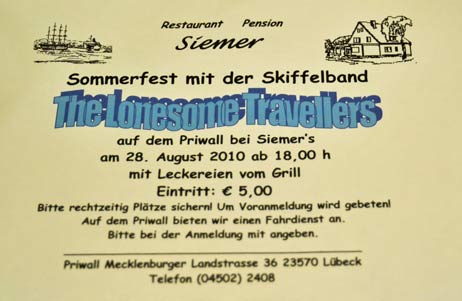 Restaurant Pension
Siemer
Sommerfest mit der Skiffelband
The Lonesome Travellers
auf dem Priwall bei Siemer's
am 28. August 2010 ab 18,00 h
mit Leckereien vom Grill
Eintritt: € 5,00
Bitte rechtzeitig Plätze sichern! Um Voranmeldung wird gebeten!
Auf dem Priwall bieten wir einen Fahrdienst an.
Bitte bei der Anmeldung mit angeben.
Priwall Mecklenburger Landstrasse 36 23570 Lübeck
Telefon (04502) 2408